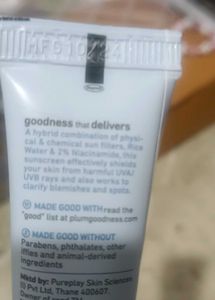 MFG10/24
goodness that delivers
A hybrid combination of physi-
cal & chemical sun filters, Rice
Water & 2% Niacinamide, this
sunscreen effectively shields
your skin from harmful UVA/
UVB rays and also works to
clarify blemishes and spots.
MADE GOOD WITH read the
"good" list at plumgoodness.com
MADE GOOD WITHOUT
Parabens, phthalates, other
iffies and animal-derived
ingredients
Mktd by: Pureplay Skin Sciences
(I) Pvt Ltd, Thane 400607.